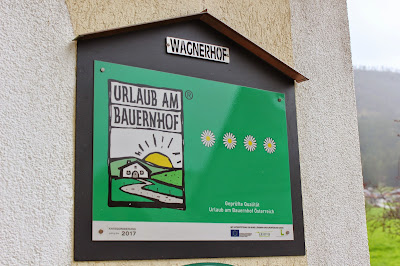 WAGNERHOF
URLAUB AM
BAUERNHOF
®
Geprüfte Qualität
Urlaub am Bauernhof Österreich
2017